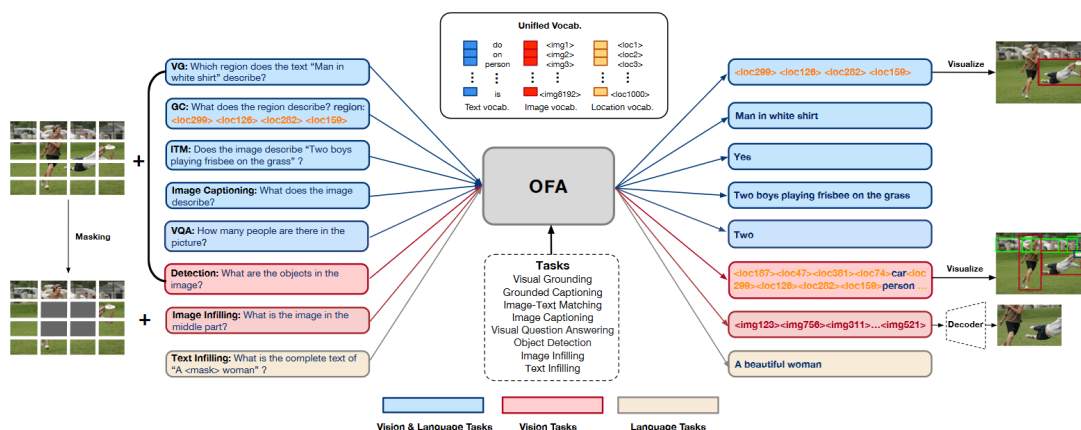 Unified Vocab.
do
on
person
is
Text vocab.
<img1>
<img2>
<img3>
<img8192>
Image vocab.
<loc1>
<loc2>
<loc3>
<loc1000>
Location vocab.
VG: Which region does the text “Man in
white shirt” describe?
GC: What does the region describe? region:
<loc299> <loc126> <loc282> <loc159>
ITM: Does the image describe “Two boys
playing frisbee on the grass” ?
Image Captioning: What does the image
describe?
VQA: How many people are there in the
picture?
Detection: What are the objects in the
image?
Image Infilling: What is the image in the
middle part?
Text Infilling: What is the complete text of
“A <mask> woman” ?
+
Masking
+
OFA
Tasks
Visual Grounding
Grounded Captioning
Image-Text Matching
Image Captioning
Visual Question Answering
Object Detection
Image Infilling
Text Infilling
<loc299> <loc126> <loc282> <loc159>
Visualize
Man in white shirt
Yes
Two boys playing frisbee on the grass
Two
<loc187><loc47><loc381><loc74>car<loc
299><loc126><loc282><loc159>person ...
Visualize
<img123><img756><img311>...<img521>
Decoder
A beautiful woman
Vision & Language Tasks
Vision Tasks
Language Tasks